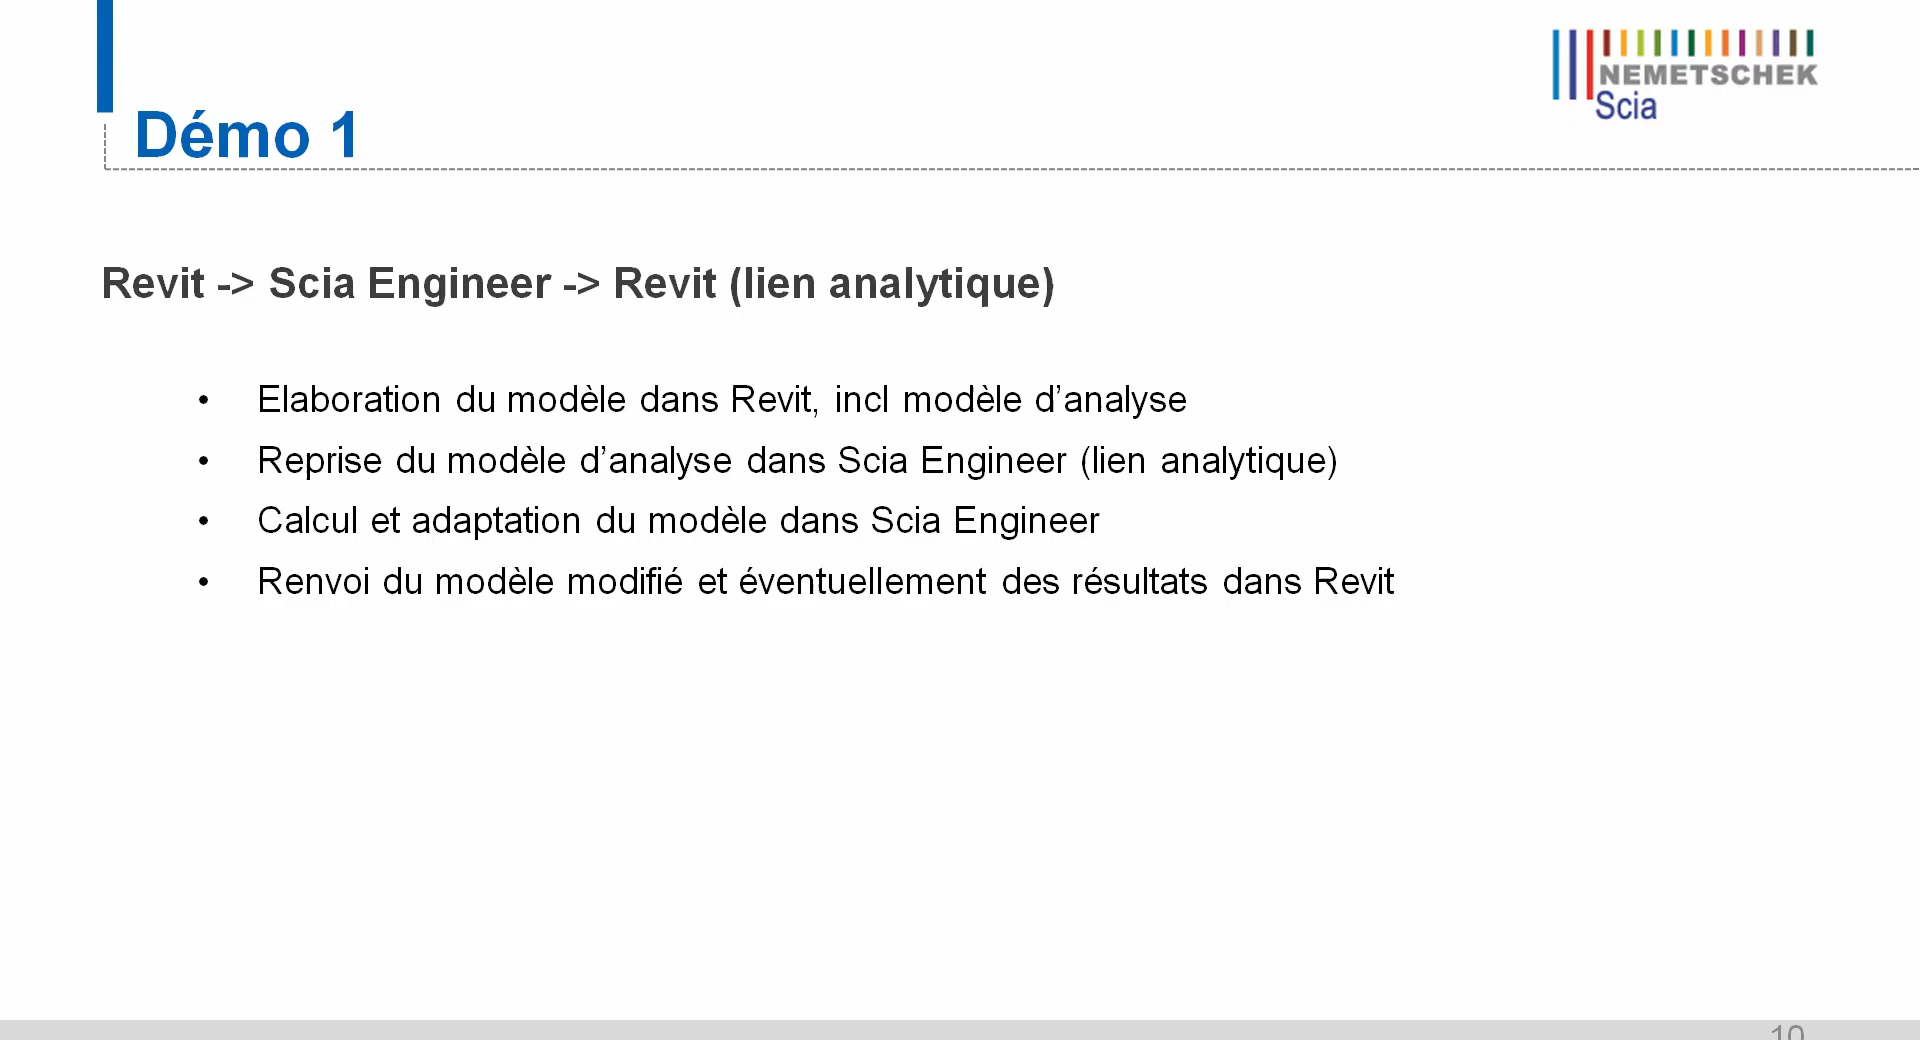 NEMETSCHEK
Scia
Démo 1
Revit -> Scia Engineer -> Revit (lien analytique)
• Elaboration du modèle dans Revit, incl modèle d’analyse
• Reprise du modèle d’analyse dans Scia Engineer (lien analytique)
• Calcul et adaptation du modèle dans Scia Engineer
• Renvoi du modèle modifié et éventuellement des résultats dans Revit
10